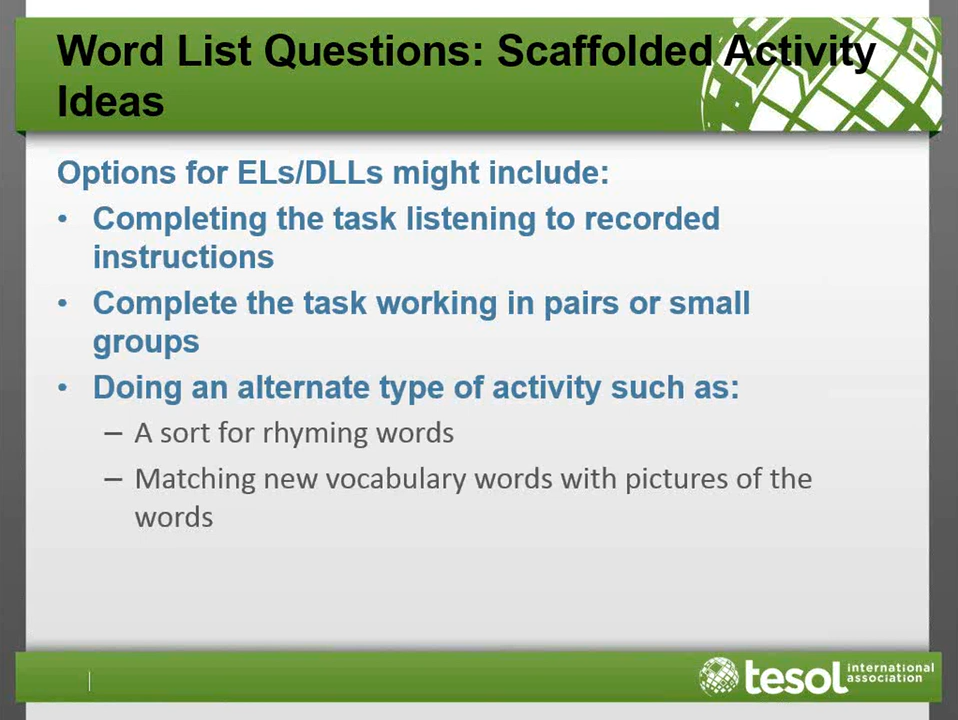 Word List Questions: Scaffolded Activity
Ideas
Options for ELs/DLLs might include:
• Completing the task listening to recorded
instructions
• Complete the task working in pairs or small
groups
• Doing an alternate type of activity such as:
– A sort for rhyming words
– Matching new vocabulary words with pictures of the
words
tesol international
association